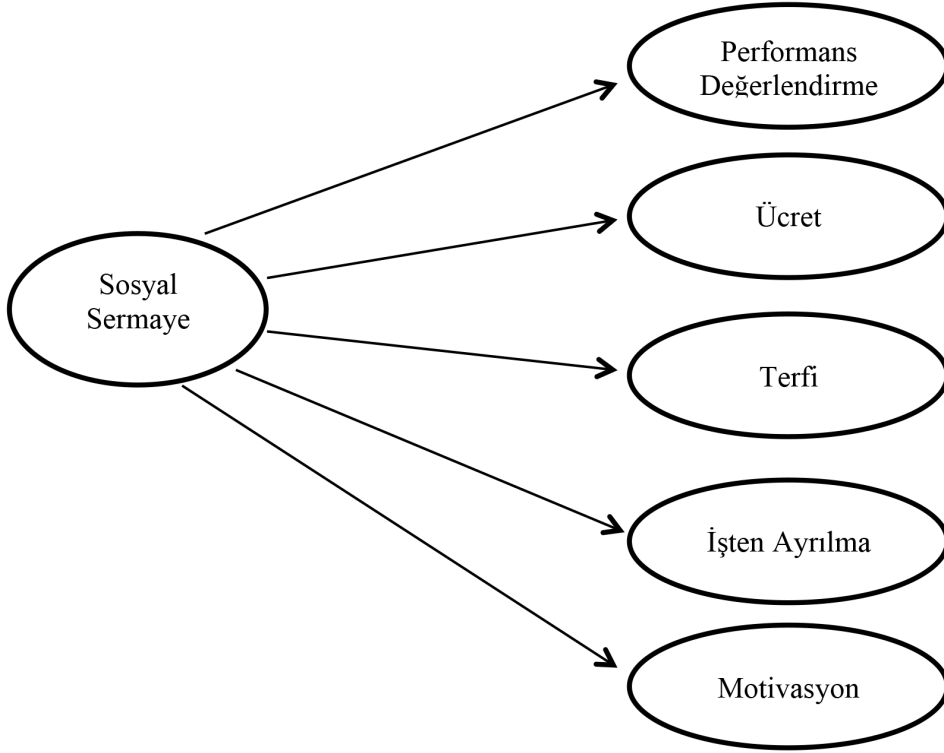 Performans
Değerlendirme
Ücret
Sosyal
Sermaye
Terfi
İşten Ayrılma
Motivasyon